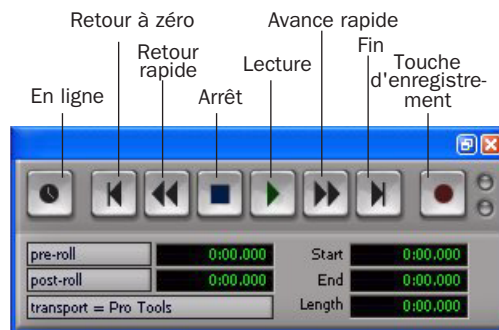 Retour à zéro
Avance rapide
Retour
rapide
Lecture
Fin
Touche
d'enregistre-
ment
En ligne
Arrêt
pre-roll 0:00.000 Start 0:00.000
post-roll 0:00.000 End 0:00.000
transport = Pro Tools Length 0:00.000